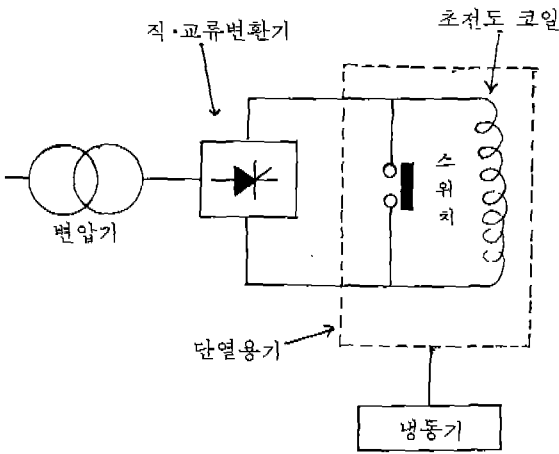 초전도 코일
직·교류변환기
스위치
변압기
단열용기
냉동기